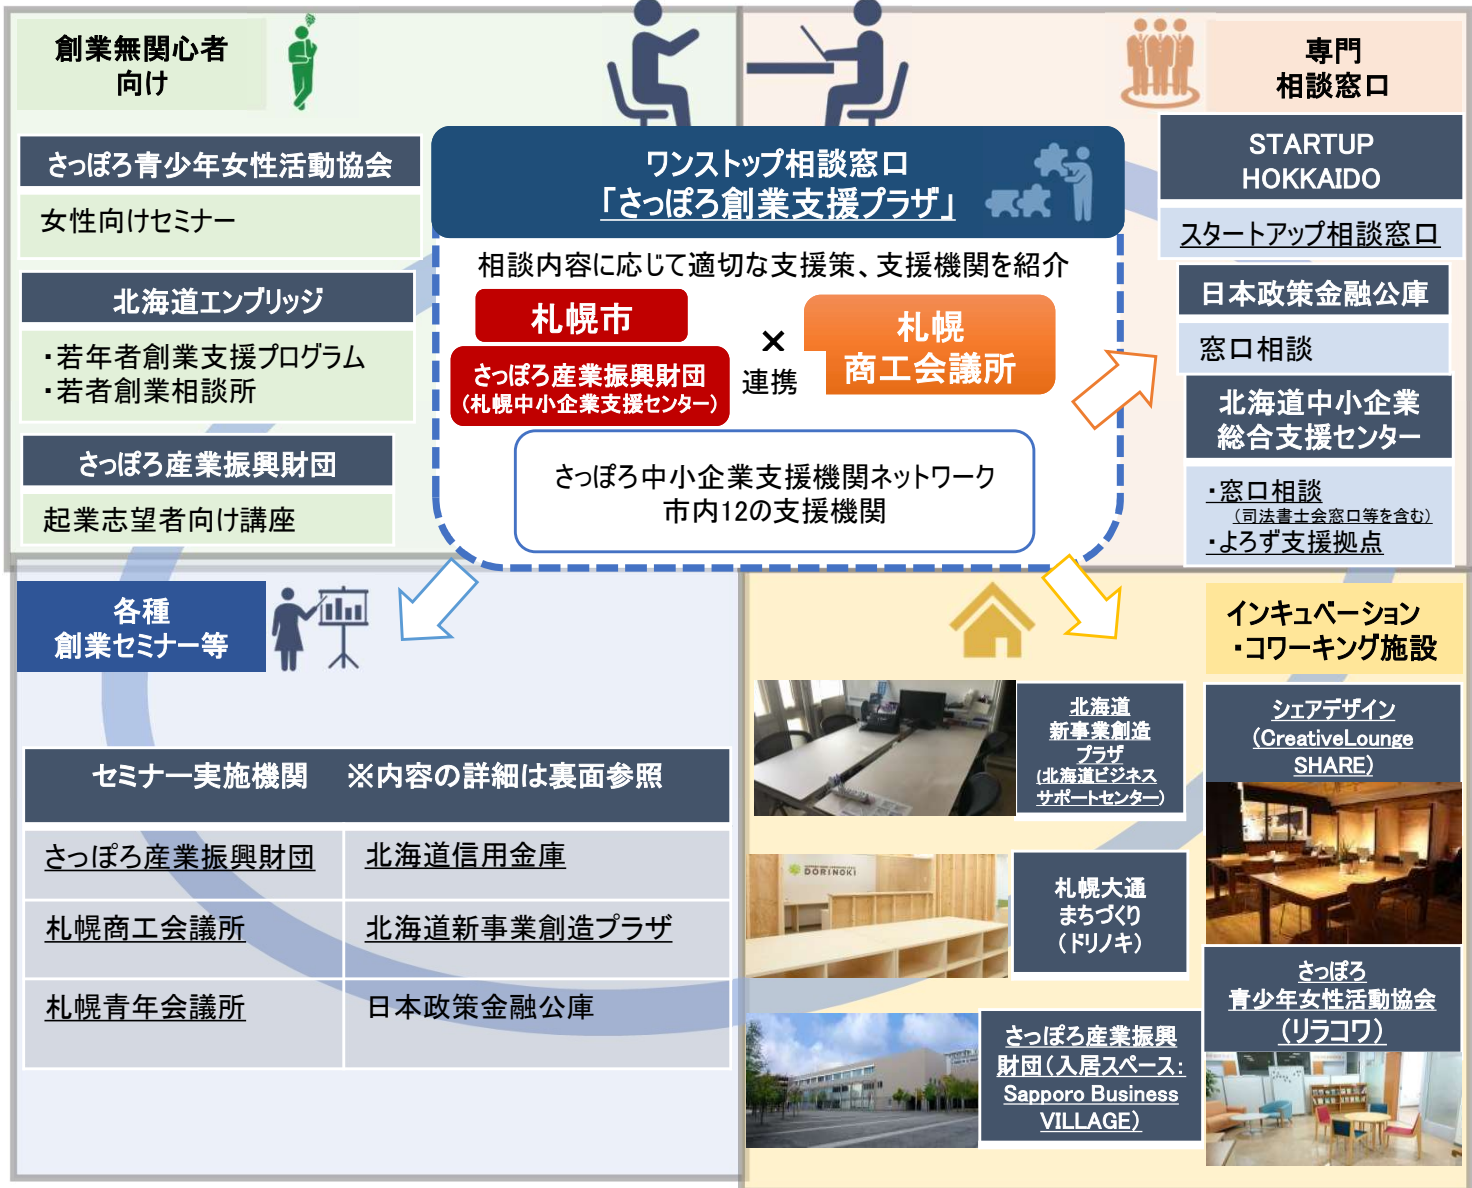 創業無関心者
向け
さっぽろ青少年女性活動協会
女性向けセミナー
北海道エンブリッジ
・若年者創業支援プログラム
・若者創業相談所
さっぽろ産業振興財団
起業志望者向け講座
ワンストップ相談窓口
「さっぽろ創業支援プラザ」
相談内容に応じて適切な支援策、支援機関を紹介
札幌市
さっぽろ産業振興財団
(札幌中小企業支援センター)
×
連携
札幌
商工会議所
さっぽろ中小企業支援機関ネットワーク
市内12の支援機関
専門
相談窓口
STARTUP
HOKKAIDO
スタートアップ相談窓口
日本政策金融公庫
窓口相談
北海道中小企業
総合支援センター
・窓口相談
(司法書士会窓口等を含む)
・よろず支援拠点
各種
創業セミナー等
セミナー実施機関　※内容の詳細は裏面参照
さっぽろ産業振興財団　北海道信用金庫
札幌商工会議所　北海道新事業創造プラザ
札幌青年会議所　日本政策金融公庫
インキュベーション
・コワーキング施設
北海道
新事業創造
プラザ
(北海道ビジネス
サポートセンター)
シェアデザイン
(CreativeLounge
SHARE)
DORINOKI
札幌大通
まちづくり
(ドリノキ)
さっぽろ
青少年女性活動協会
(リラコワ)
さっぽろ産業振興
財団(入居スペース:
Sapporo Business
VILLAGE)